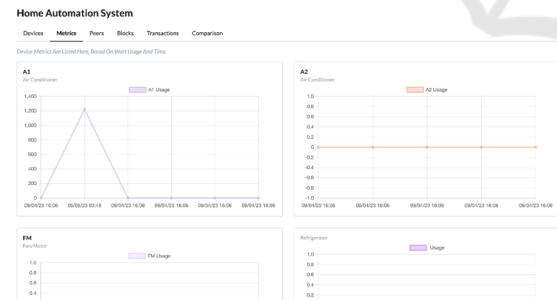 Home Automation System
Devices Metrics Peers Blocks Transactions Comparison
Device Metrics Are Listed Here, Based On Watt Usage And Time.
A1
Air Conditioner
A1 Usage
1,400
1,200
1,000
800
600
400
200
0
09/04/23 16:06 05/05/23 03:18 09/04/23 16:06 09/01/23 16:06 09/01/23 16:06 09/01/23 16:06
A2
Air Conditioner
A2 Usage
1.0
0.8
0.6
0.4
0.2
0
-0.2
-0.4
-0.6
-0.8
-1.0
09/04/23 16:06 09/04/23 16:06 09/01/23 16:06 09/01/23 16:06 09/04/23 16:06
FM
Fan/Motor
FM Usage
1.0
0.8
0.6
0.4
Refrigerator
Usage
1.0
0.8
0.6
0.4
0.2